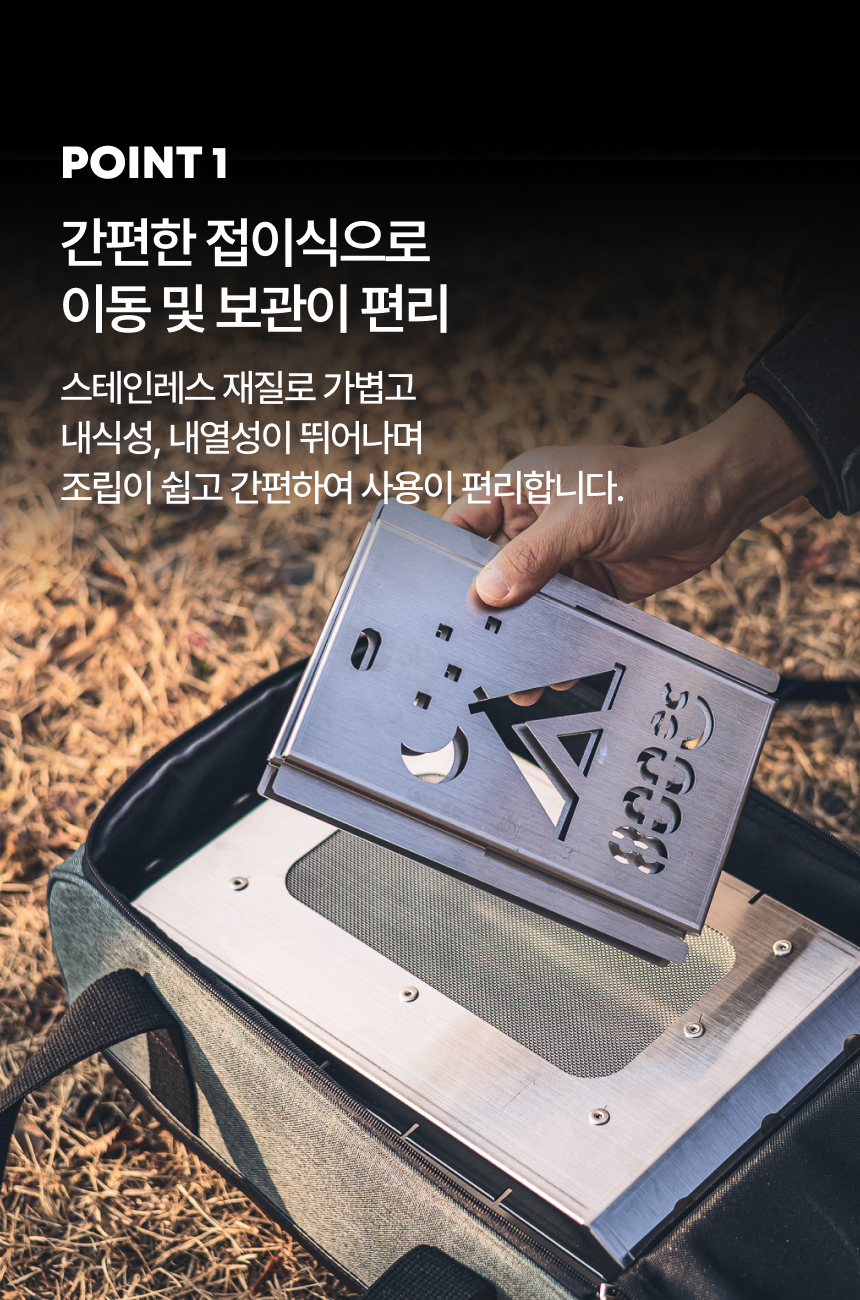 POINT 1
간편한 접이식으로
이동 및 보관이 편리
스테인레스 재질로 가볍고
내식성, 내열성이 뛰어나며
조립이 쉽고 간편하여 사용이 편리합니다.